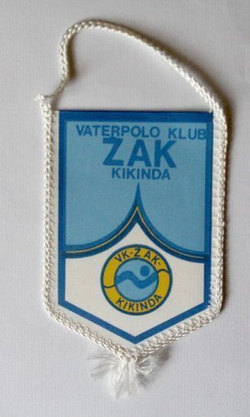 VATERPOLO KLUB
ŽAK
KIKINDA
VK-ŽAK-
KIKINDA